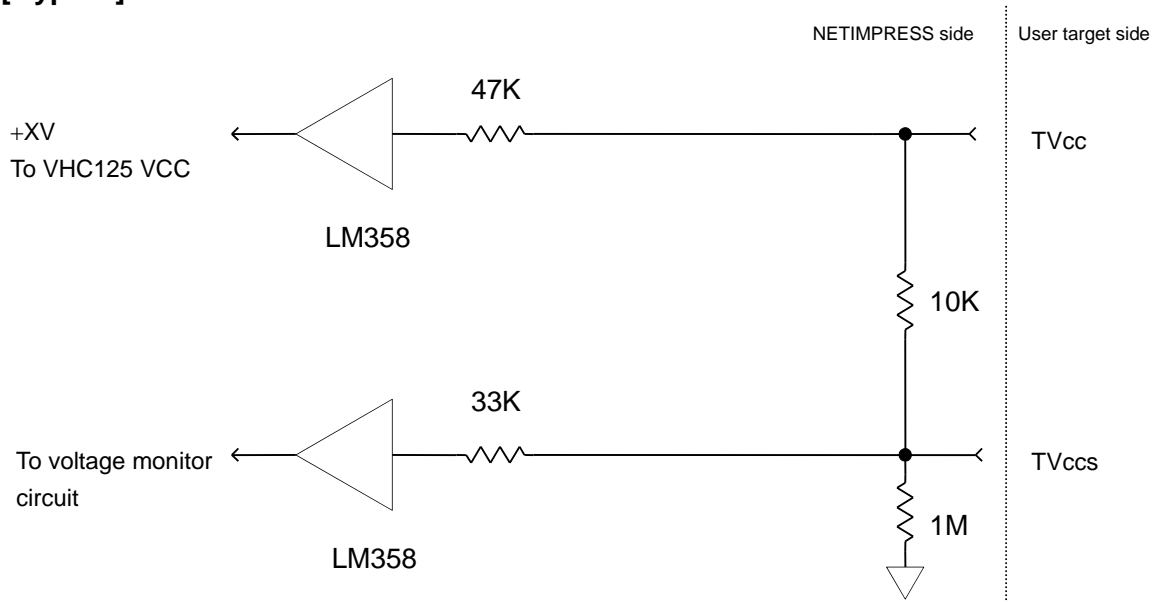 NETIMPRESS side
User target side
47K
+XV
To VHC125 VCC
TVcc
LM358
10K
33K
To voltage monitor
circuit
TVccs
1M
LM358